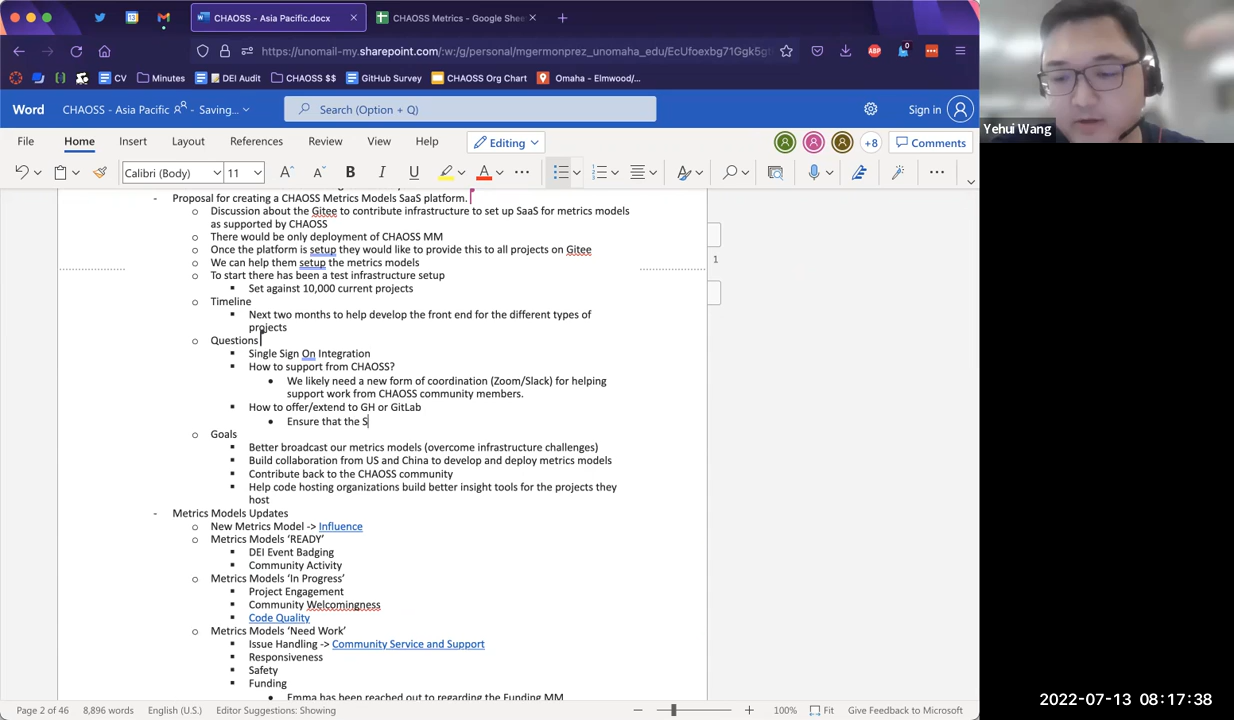 CHAOSS - Asia Pacific.docx
CHAOSS Metrics - Google Shee
https://unomail-my.sharepoint.com/:w:/g/personal/mgermonprez_unomaha_edu/EcUfoexbg71Ggk5g
CV
Minutes
DEI Audit
CHAOSS $$
GitHub Survey
CHAOSS Org Chart
Omaha - Elmwood/...
Word
CHAOSS - Asia Pacific
- Saving...
Search (Option + Q)
Sign in
File
Home
Insert
Layout
References
Review
View
Help
Editing
+8
Comments
Calibri (Body)
11
- Proposal for creating a CHAOSS Metrics Models SaaS platform.
o Discussion about the Gitee to contribute infrastructure to set up SaaS for metrics models
as supported by CHAOSS
o There would be only deployment of CHAOSS MM
o Once the platform is setup they would like to provide this to all projects on Gitee
o We can help them setup the metrics models
o To start there has been a test infrastructure setup
▪ Set against 10,000 current projects
o Timeline
▪ Next two months to help develop the front end for the different types of
projects
o Questions
▪ Single Sign On Integration
▪ How to support from CHAOSS?
• We likely need a new form of coordination (Zoom/Slack) for helping
support work from CHAOSS community members.
▪ How to offer/extend to GH or GitLab
• Ensure that the S
o Goals
▪ Better broadcast our metrics models (overcome infrastructure challenges)
▪ Build collaboration from US and China to develop and deploy metrics models
▪ Contribute back to the CHAOSS community
▪ Help code hosting organizations build better insight tools for the projects they
host
- Metrics Models Updates
o New Metrics Model -> Influence
o Metrics Models ‘READY’
▪ DEI Event Badging
▪ Community Activity
o Metrics Models ‘In Progress’
▪ Project Engagement
▪ Community Welcomingness
▪ Code Quality
o Metrics Models ‘Need Work’
▪ Issue Handling -> Community Service and Support
▪ Responsiveness
▪ Safety
▪ Funding
• Emma has been reached out to regarding the Funding MM
1
Page 2 of 46
8,896 words
English (U.S.)
Editor Suggestions: Showing
100%
Fit
Give Feedback to Microsoft
Yehui Wang
2022-07-13 08:17:38